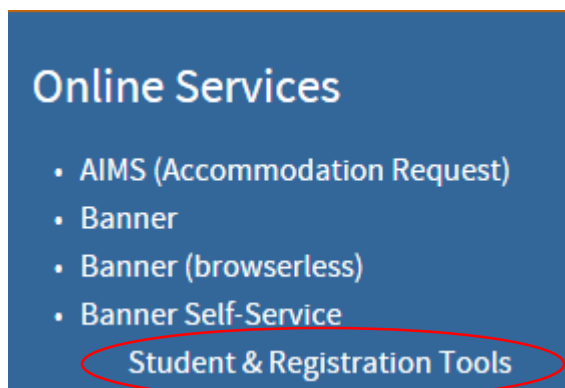 Online Services
• AIMS (Accommodation Request)
• Banner
• Banner (browserless)
• Banner Self-Service
Student & Registration Tools